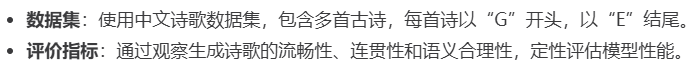 • 数据集：使用中文诗歌数据集，包含多首古诗，每首诗以“G”开头，以“E”结尾。
• 评价指标：通过观察生成诗歌的流畅性、连贯性和语义合理性，定性评估模型性能。